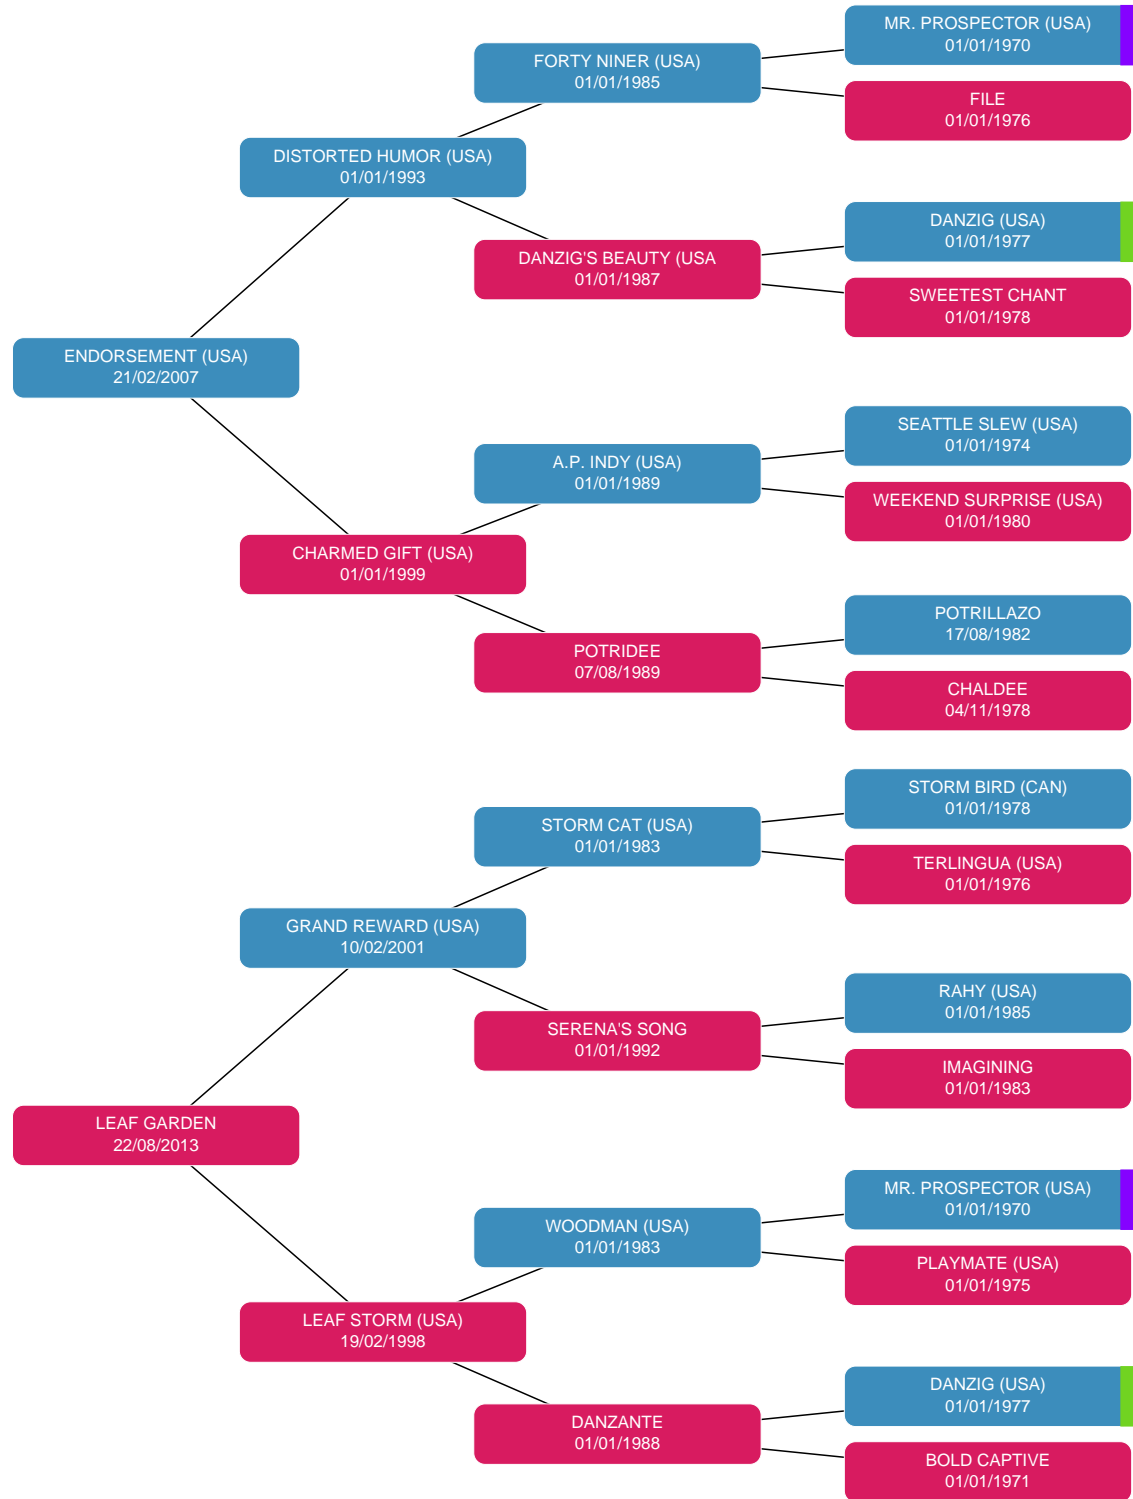 MR. PROSPECTOR (USA)
01/01/1970
FORTY NINER (USA)
01/01/1985
FILE
01/01/1976
DISTORTED HUMOR (USA)
01/01/1993
DANZIG (USA)
01/01/1977
DANZIG'S BEAUTY (USA
01/01/1987
SWEETEST CHANT
01/01/1978
ENDORSEMENT (USA)
21/02/2007
SEATTLE SLEW (USA)
01/01/1974
A.P. INDY (USA)
01/01/1989
WEEKEND SURPRISE (USA)
01/01/1980
CHARMED GIFT (USA)
01/01/1999
POTRILLAZO
17/08/1982
POTRIDEE
07/08/1989
CHALDEE
04/11/1978
STORM BIRD (CAN)
01/01/1978
STORM CAT (USA)
01/01/1983
TERLINGUA (USA)
01/01/1976
GRAND REWARD (USA)
10/02/2001
RAHY (USA)
01/01/1985
SERENA'S SONG
01/01/1992
IMAGINING
01/01/1983
LEAF GARDEN
22/08/2013
MR. PROSPECTOR (USA)
01/01/1970
WOODMAN (USA)
01/01/1983
PLAYMATE (USA)
01/01/1975
LEAF STORM (USA)
19/02/1998
DANZIG (USA)
01/01/1977
DANZANTE
01/01/1988
BOLD CAPTIVE
01/01/1971